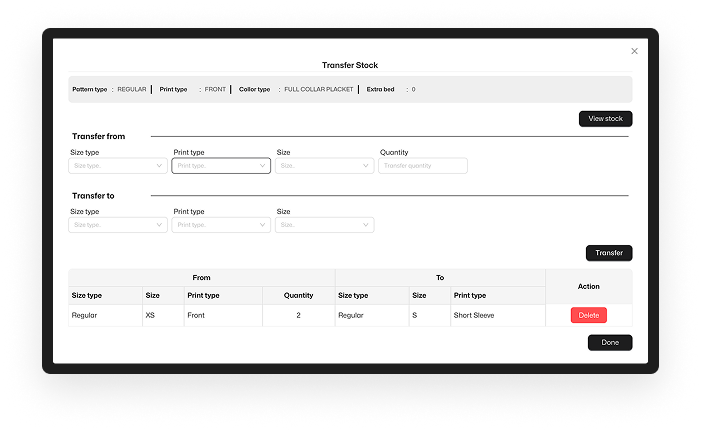 Transfer Stock
Pattern type : REGULAR Print type : FRONT Collor type : FULL COLLAR PLACKET Extra bed : 0
View stock
Transfer from
Size type Print type Size Quantity
Size type. Print type. Size.. Transfer quantity
Transfer to
Size type Print type Size
Size type. Print type. Size..
Transfer
From To Action
Size type Size Print type Quantity Size type Size Print type
Regular XS Front 2 Regular S Short Sleeve Delete
Done